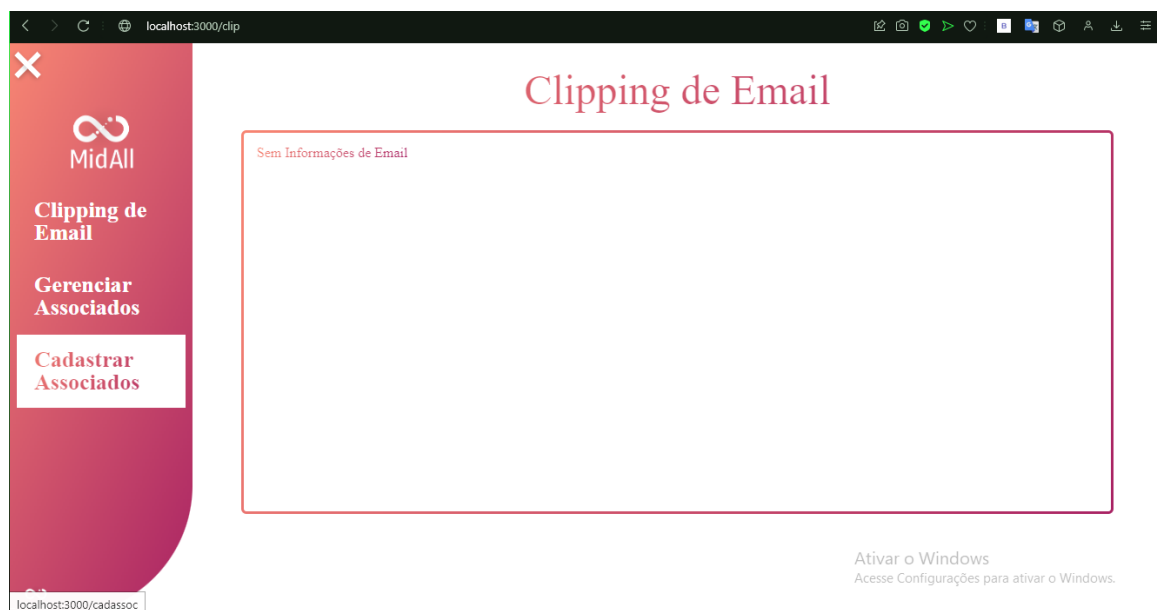 localhost:3000/clip
Clipping de Email
MidAll
Sem Informações de Email
Clipping de
Email
Gerenciar
Associados
Cadastrar
Associados
Ativar o Windows
Acesse Configurações para ativar o Windows.
localhost:3000/cadassoc